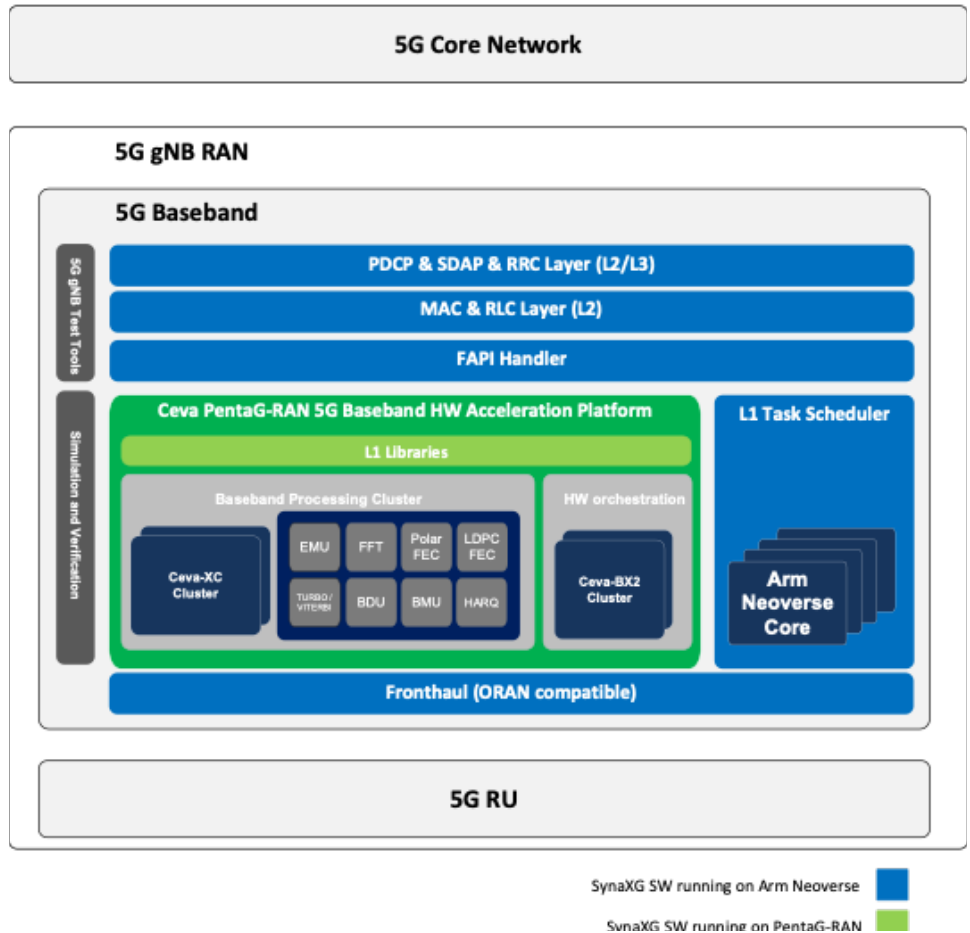 5G Core Network
5G gNB RAN
5G Baseband
5G gNB Test Tools
PDCP & SDAP & RRC Layer (L2/L3)
MAC & RLC Layer (L2)
FAPI Handler
Simulation and Verification
Ceva PentaG-RAN 5G Baseband HW Acceleration Platform
L1 Libraries
Baseband Processing Cluster
Ceva-XC
Cluster
EMU
FFT
Polar
FEC
LDPC
FEC
TURBO /
VITERBI
BDU
BMU
HARQ
HW orchestration
Ceva-BX2
Cluster
L1 Task Scheduler
Arm
Neoverse
Core
Fronthaul (ORAN compatible)
5G RU
SynaXG SW running on Arm Neoverse
SynaXG SW running on PentaG-RAN